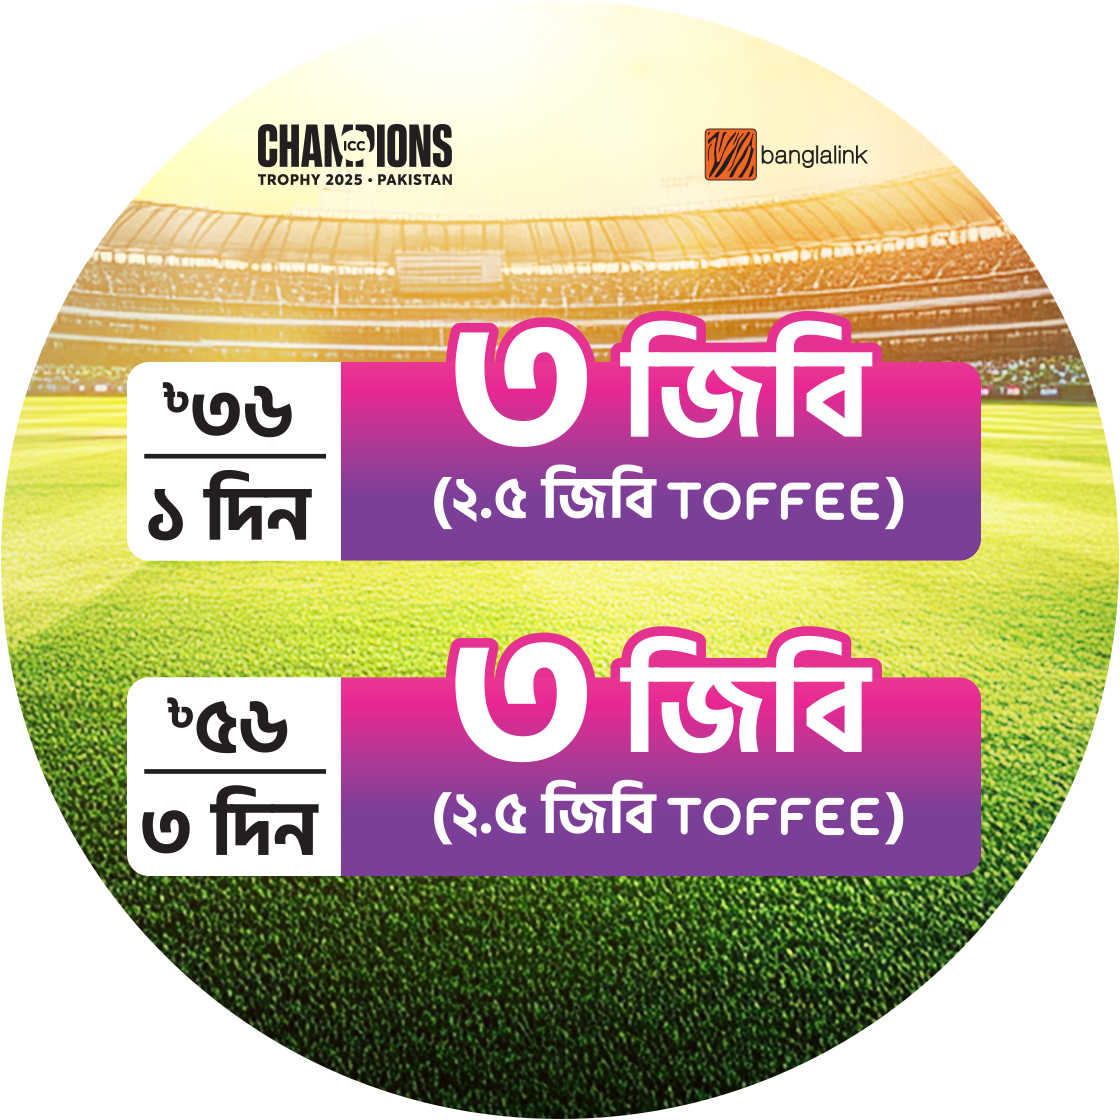 CHAMPIONS
ICC
TROPHY 2025 • PAKISTAN
banglalink
৳৩৬
১ দিন
৩ জিবি
(২.৫ জিবি TOFFEE)
৳৫৬
৩ দিন
৩ জিবি
(২.৫ জিবি TOFFEE)